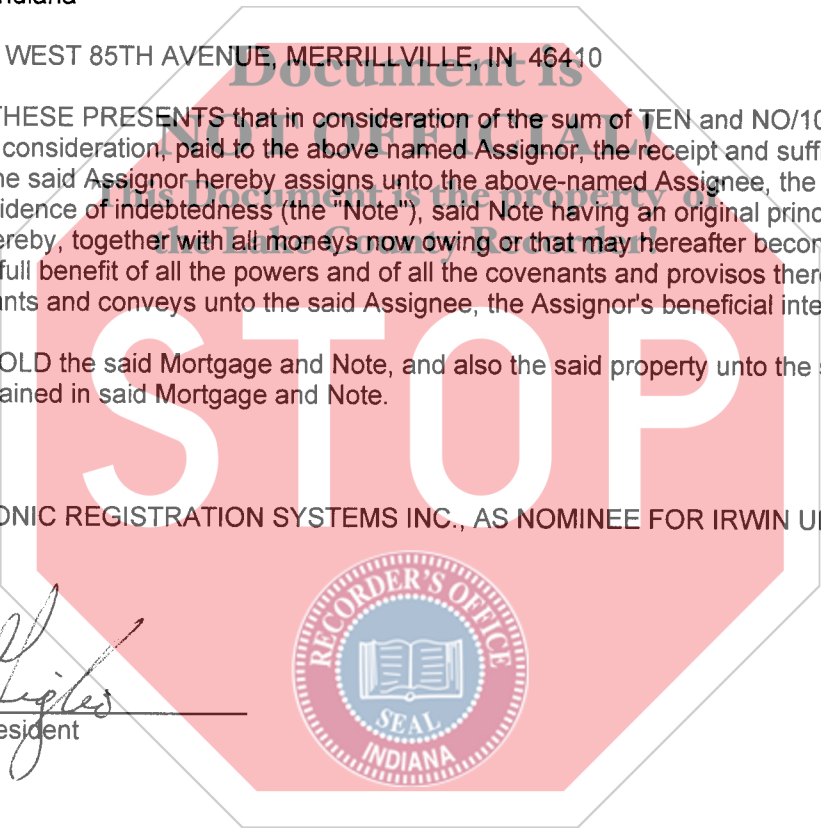 ndiana
WEST 85TH AVENUE, MERRILLVILLE, IN 46410
Document is
THESE PRESENTS that in consideration of the sum of TEN and NO/10
NOT OFFICIAL!
consideration, paid to the above named Assignor, the receipt and suffi
he said Assignor hereby assigns unto the above-named Assignee, the
This Document is the property of
idence of indebtedness (the "Note"), said Note having an original princ
ereby, together with all moneys now owing or that may hereafter becom
the Lake County Recorder!
full benefit of all the powers and of all the covenants and provisos there
ants and conveys unto the said Assignee, the Assignor's beneficial inte
STOP
OLD the said Mortgage and Note, and also the said property unto the s
ained in said Mortgage and Note.
ONIC REGISTRATION SYSTEMS INC., AS NOMINEE FOR IRWIN U
RECORDER'S OFFICE
SEAL
INDIANA
esident